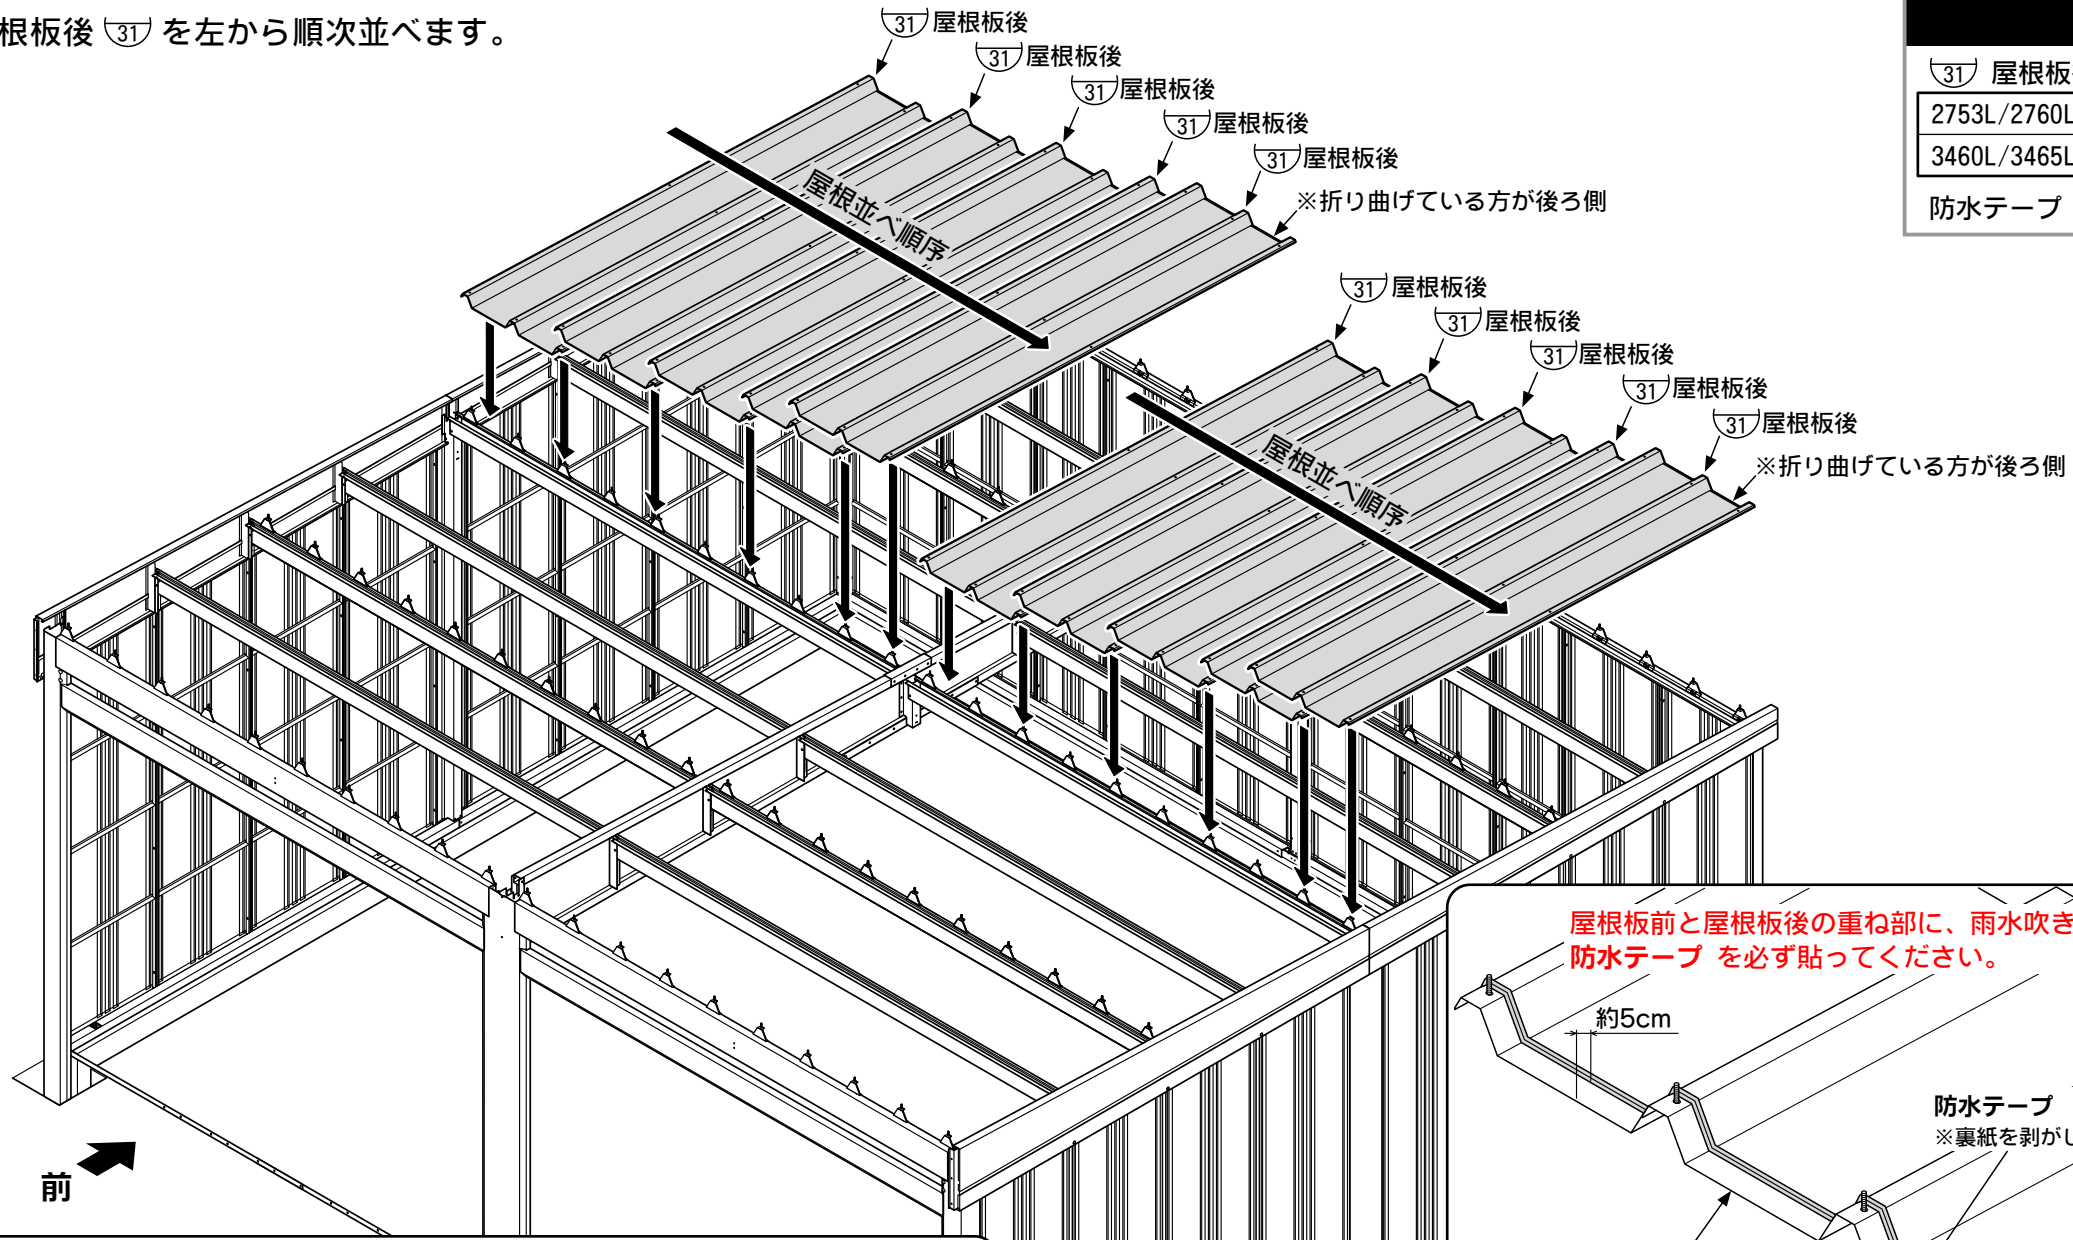 根板後 31 を左から順次並べます。
31 屋根板後
31 屋根板後
31 屋根板後
31 屋根板後
31 屋根板後
※折り曲げている方が後ろ側
屋根並べ順序
31 屋根板
2753L/2760L
3460L/3465L
防水テープ
31 屋根板後
31 屋根板後
31 屋根板後
31 屋根板後
31 屋根板後
※折り曲げている方が後ろ側
屋根並べ順序
屋根板前と屋根板後の重ね部に、雨水吹き
防水テープ を必ず貼ってください。
約5cm
防水テープ
※裏紙を剥がし
前